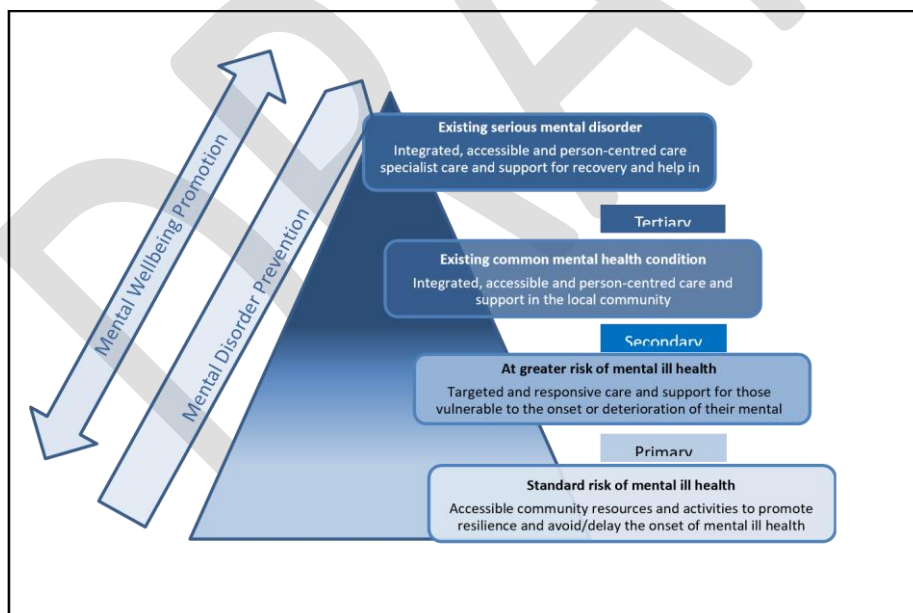 DRA
Mental Wellbeing Promotion
Mental Disorder Prevention
Existing serious mental disorder
Integrated, accessible and person-centred care
specialist care and support for recovery and help in
Tertiary
Existing common mental health condition
Integrated, accessible and person-centred care and
support in the local community
Secondary
At greater risk of mental ill health
Targeted and responsive care and support for those
vulnerable to the onset or deterioration of their mental
Primary
Standard risk of mental ill health
Accessible community resources and activities to promote
resilience and avoid/delay the onset of mental ill health